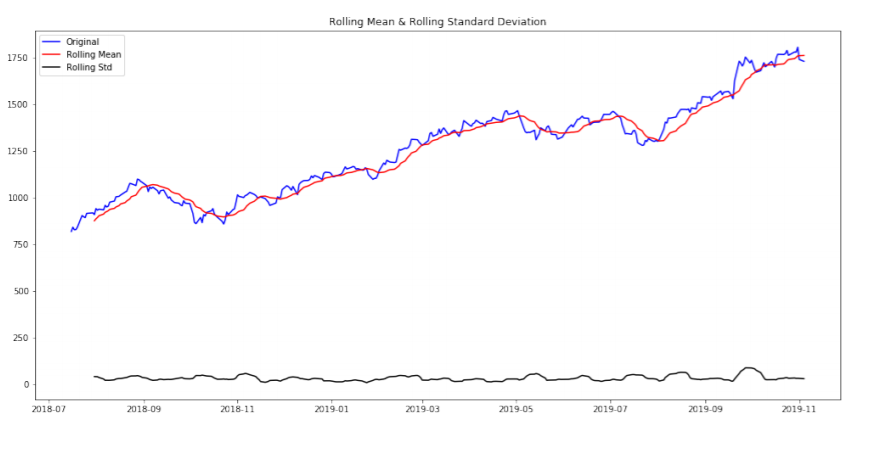 Rolling Mean & Rolling Standard Deviation
Original
Rolling Mean
Rolling Std
1750
1500
1250
1000
750
500
250
0
2018-07 2018-09 2018-11 2019-01 2019-03 2019-05 2019-07 2019-09 2019-11